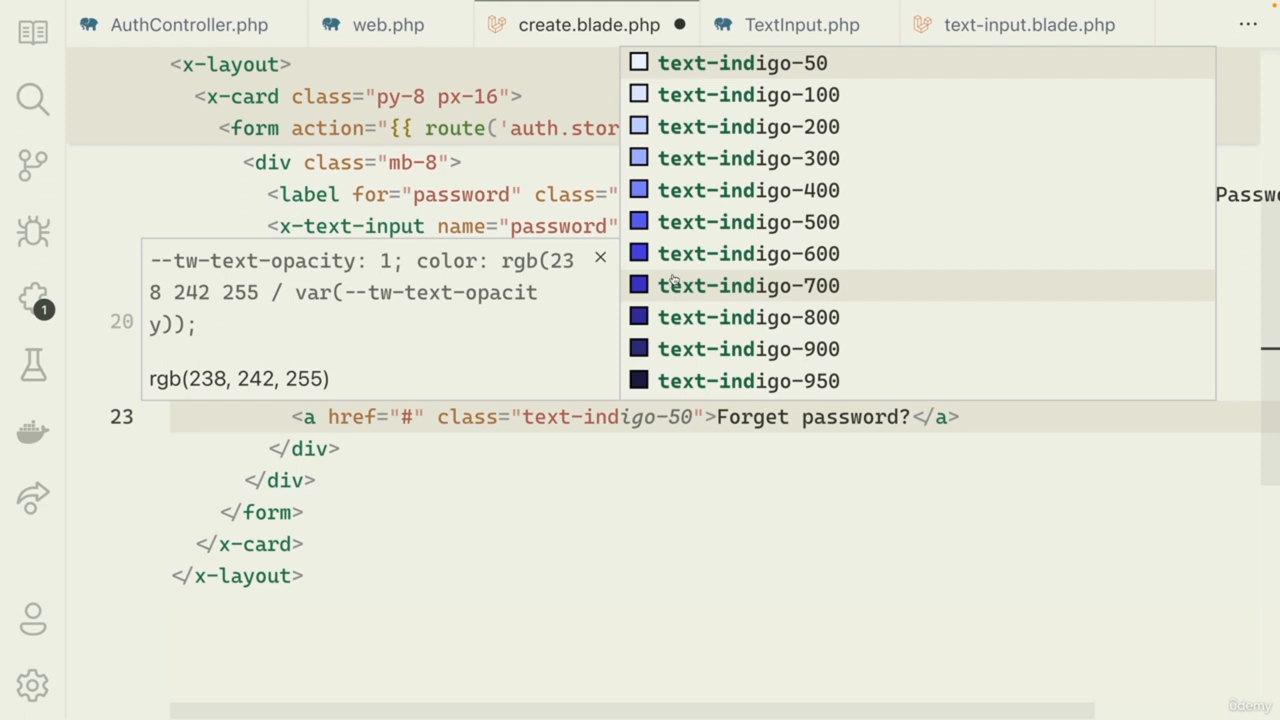 AuthController.php
web.php
create.blade.php
TextInput.php
text-input.blade.php
<x-layout>
<x-card class="py-8 px-16">
<form action="{{ route('auth.stor
<div class="mb-8">
<label for="password" class="
Passw
<x-text-input name="password"
text-indigo-50
text-indigo-100
text-indigo-200
text-indigo-300
text-indigo-400
text-indigo-500
text-indigo-600
text-indigo-700
text-indigo-800
text-indigo-900
text-indigo-950
--tw-text-opacity: 1; color: rgb(23
8 242 255 / var(--tw-text-opacit
y));
rgb(238, 242, 255)
20
1
23 <a href="#" class="text-indigo-50">Forget password?</a>
</div>
</div>
</form>
</x-card>
</x-layout>
ûdemy